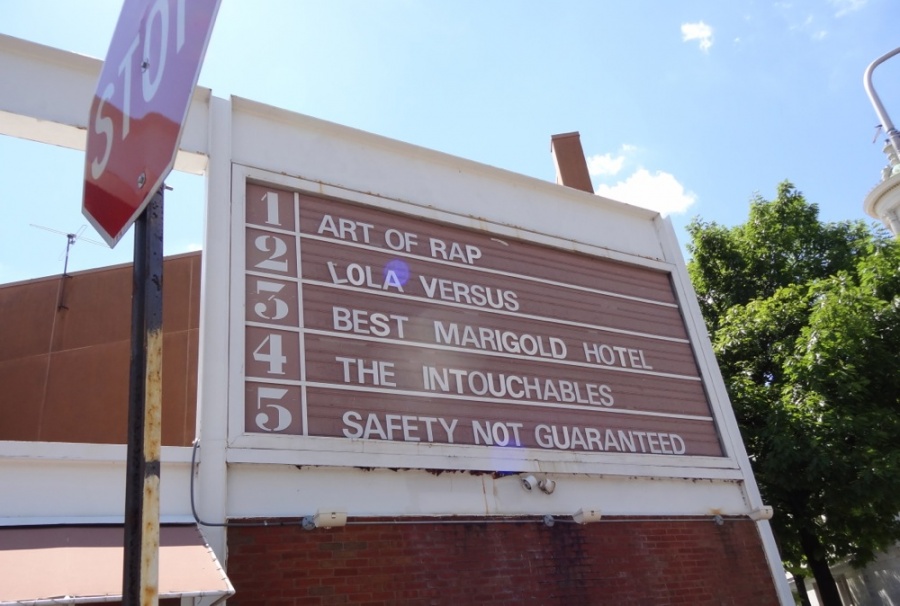 STOP
1 ART OF RAP
2 LOLA VERSUS
3 BEST MARIGOLD HOTEL
4 THE INTOUCHABLES
5 SAFETY NOT GUARANTEED